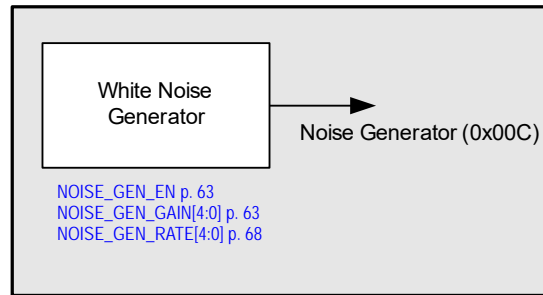 White Noise
Generator
Noise Generator (0x00C)
NOISE_GEN_EN p. 63
NOISE_GEN_GAIN[4:0] p. 63
NOISE_GEN_RATE[4:0] p. 68